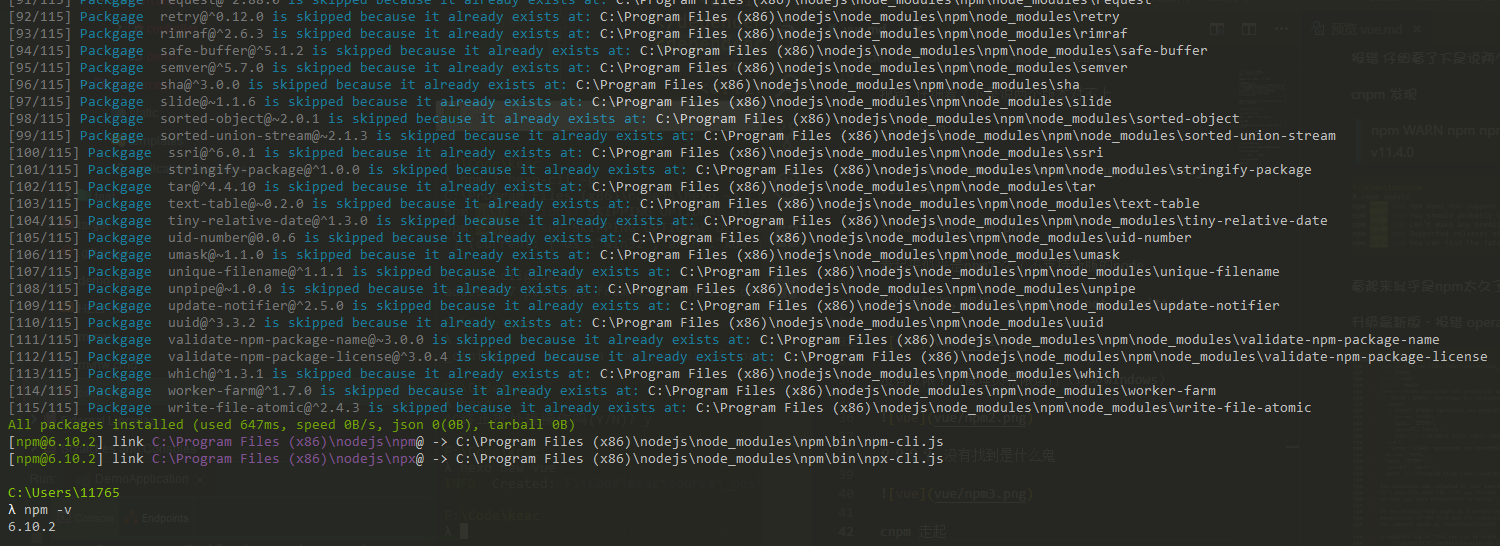 [92/115] Packgage  retry@^0.12.0 is skipped because it already exists at: C:\Program Files (x86)\nodejs\node_modules\npm\node_modules\retry
[93/115] Packgage  rimraf@^2.6.3 is skipped because it already exists at: C:\Program Files (x86)\nodejs\node_modules\npm\node_modules\rimraf
[94/115] Packgage  safe-buffer@^5.1.2 is skipped because it already exists at: C:\Program Files (x86)\nodejs\node_modules\npm\node_modules\safe-buffer
[95/115] Packgage  semver@^5.7.0 is skipped because it already exists at: C:\Program Files (x86)\nodejs\node_modules\npm\node_modules\semver
[96/115] Packgage  sha@^3.0.0 is skipped because it already exists at: C:\Program Files (x86)\nodejs\node_modules\npm\node_modules\sha
[97/115] Packgage  slide@~1.1.6 is skipped because it already exists at: C:\Program Files (x86)\nodejs\node_modules\npm\node_modules\slide
[98/115] Packgage  sorted-object@~2.0.1 is skipped because it already exists at: C:\Program Files (x86)\nodejs\node_modules\npm\node_modules\sorted-object
[99/115] Packgage  sorted-union-stream@~2.1.3 is skipped because it already exists at: C:\Program Files (x86)\nodejs\node_modules\npm\node_modules\sorted-union-stream
[100/115] Packgage  ssri@^6.0.1 is skipped because it already exists at: C:\Program Files (x86)\nodejs\node_modules\npm\node_modules\ssri
[101/115] Packgage  stringify-package@^1.0.0 is skipped because it already exists at: C:\Program Files (x86)\nodejs\node_modules\npm\node_modules\stringify-package
[102/115] Packgage  tar@^4.4.10 is skipped because it already exists at: C:\Program Files (x86)\nodejs\node_modules\npm\node_modules\tar
[103/115] Packgage  text-table@~0.2.0 is skipped because it already exists at: C:\Program Files (x86)\nodejs\node_modules\npm\node_modules\text-table
[104/115] Packgage  tiny-relative-date@^1.3.0 is skipped because it already exists at: C:\Program Files (x86)\nodejs\node_modules\npm\node_modules\tiny-relative-date
[105/115] Packgage  uid-number@0.0.6 is skipped because it already exists at: C:\Program Files (x86)\nodejs\node_modules\npm\node_modules\uid-number
[106/115] Packgage  umask@~1.1.0 is skipped because it already exists at: C:\Program Files (x86)\nodejs\node_modules\npm\node_modules\umask
[107/115] Packgage  unique-filename@^1.1.1 is skipped because it already exists at: C:\Program Files (x86)\nodejs\node_modules\npm\node_modules\unique-filename
[108/115] Packgage  unpipe@~1.0.0 is skipped because it already exists at: C:\Program Files (x86)\nodejs\node_modules\npm\node_modules\unpipe
[109/115] Packgage  update-notifier@^2.5.0 is skipped because it already exists at: C:\Program Files (x86)\nodejs\node_modules\npm\node_modules\update-notifier
[110/115] Packgage  uuid@^3.3.2 is skipped because it already exists at: C:\Program Files (x86)\nodejs\node_modules\npm\node_modules\uuid
[111/115] Packgage  validate-npm-package-name@~3.0.0 is skipped because it already exists at: C:\Program Files (x86)\nodejs\node_modules\npm\node_modules\validate-npm-package-name
[112/115] Packgage  validate-npm-package-license@^3.0.4 is skipped because it already exists at: C:\Program Files (x86)\nodejs\node_modules\npm\node_modules\validate-npm-package-license
[113/115] Packgage  which@^1.3.1 is skipped because it already exists at: C:\Program Files (x86)\nodejs\node_modules\npm\node_modules\which
[114/115] Packgage  worker-farm@^1.7.0 is skipped because it already exists at: C:\Program Files (x86)\nodejs\node_modules\npm\node_modules\worker-farm
[115/115] Packgage  write-file-atomic@^2.4.3 is skipped because it already exists at: C:\Program Files (x86)\nodejs\node_modules\npm\node_modules\write-file-atomic
All packages installed (used 647ms, speed 0B/s, json 0(0B), tarball 0B)
[npm@6.10.2] link C:\Program Files (x86)\nodejs\npm@ -> C:\Program Files (x86)\nodejs\node_modules\npm\bin\npm-cli.js
[npm@6.10.2] link C:\Program Files (x86)\nodejs\npx@ -> C:\Program Files (x86)\nodejs\node_modules\npm\bin\npx-cli.js
C:\Users\11765
λ npm -v
6.10.2